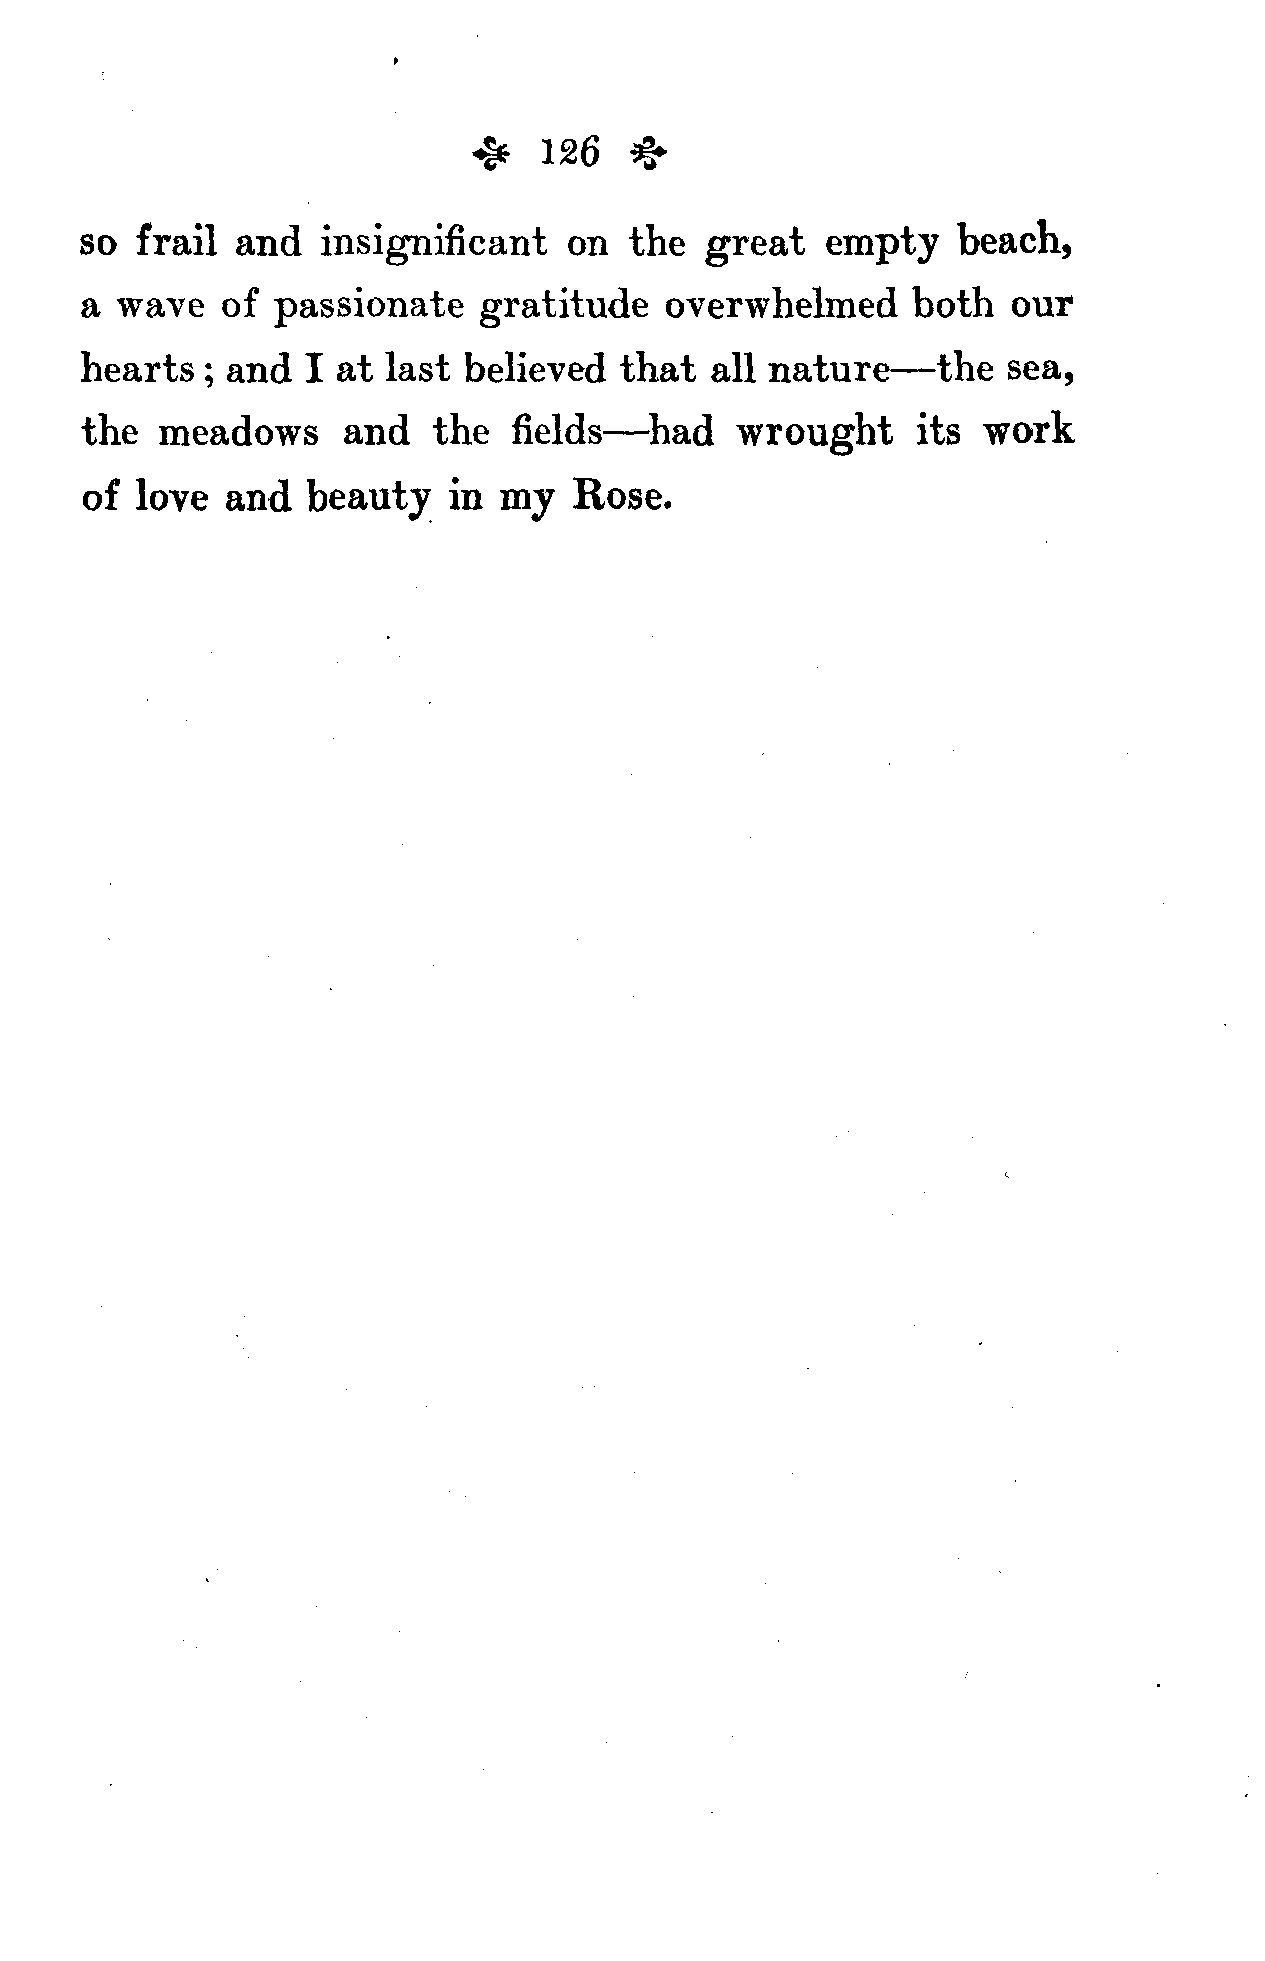 126
so frail and insignificant on the great empty beach,
a wave of passionate gratitude overwhelmed both our
hearts ; and I at last believed that all nature—the sea,
the meadows and the fields—had wrought its work
of love and beauty in my Rose.